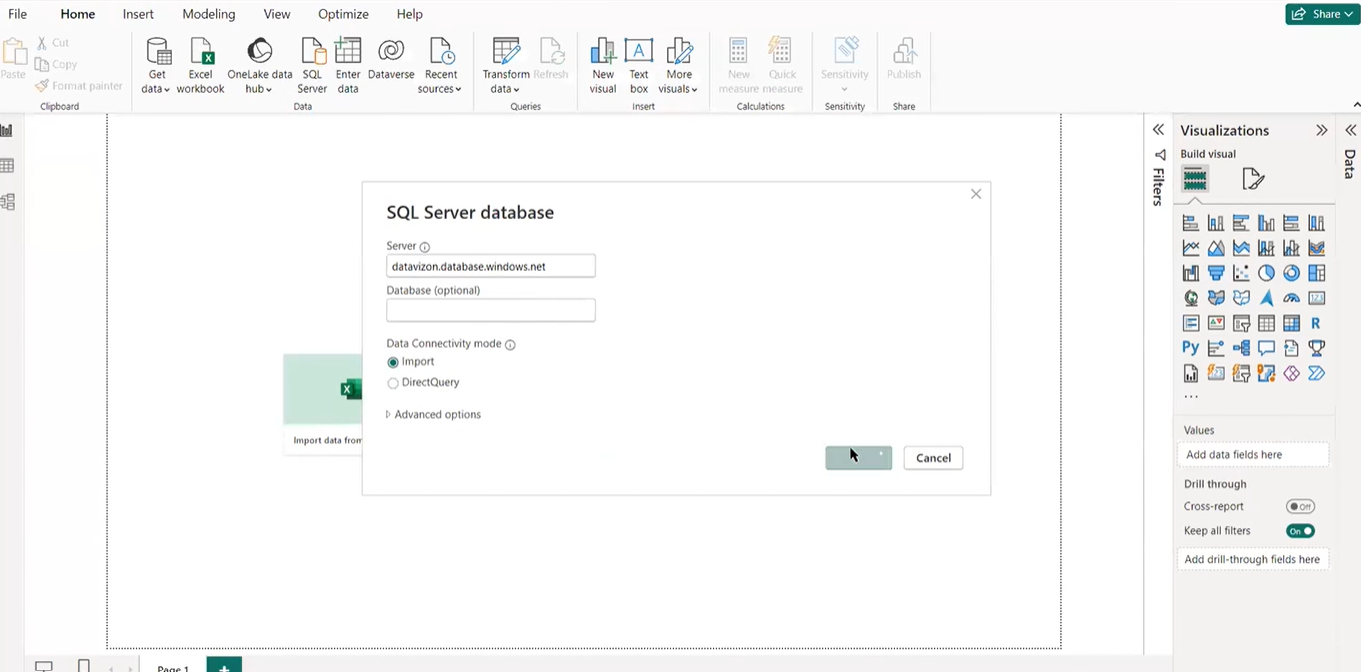 File Home Insert Modeling View Optimize Help Share
Cut
Copy
Paste
Format painter
Clipboard
Get data
Excel workbook
OneLake data hub
SQL Server
Enter data
Dataverse
Recent sources
Data
Transform data
Refresh
Queries
New visual
Text box
More visuals
Insert
New measure
Quick measure
Calculations
Sensitivity
Sensitivity
Publish
Share
SQL Server database
Server
datavizon.database.windows.net
Database (optional)
Data Connectivity mode
Import
DirectQuery
Advanced options
Cancel
Import data from
Filters
Visualizations
Build visual
R
Py
Values
Add data fields here
Drill through
Cross-report Off
Keep all filters On
Add drill-through fields here
Data
Page 1